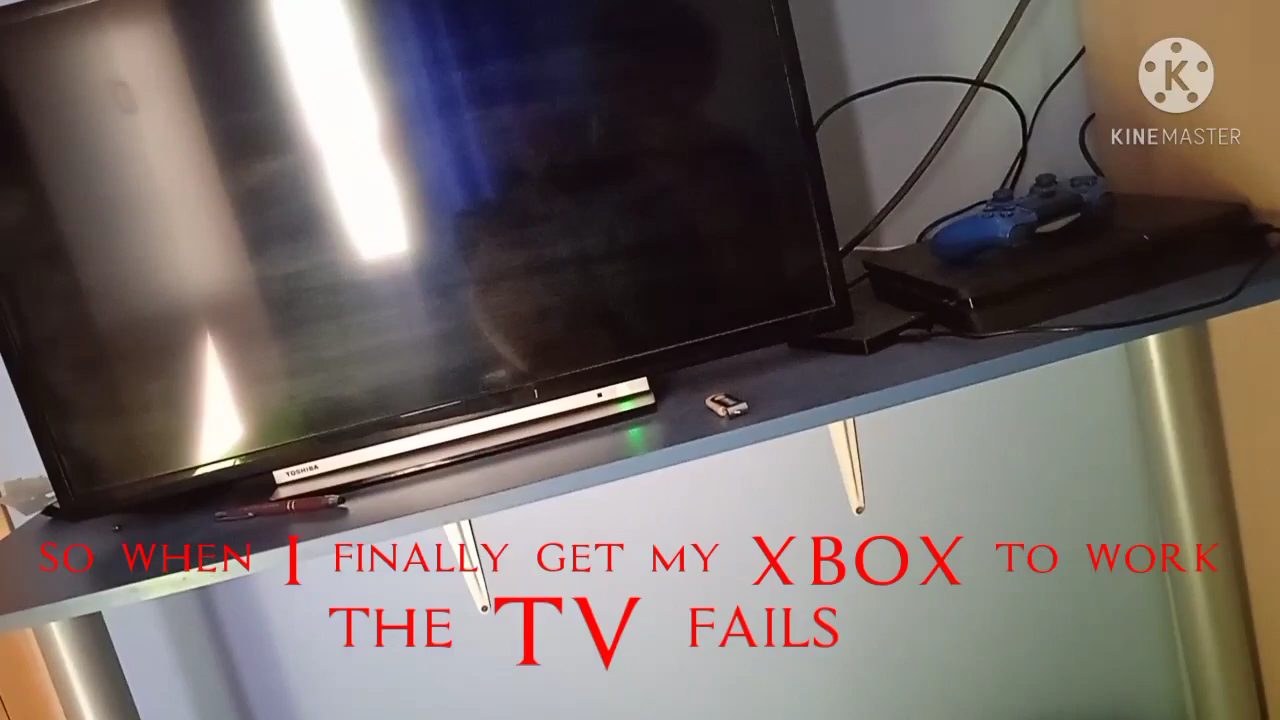 K
KINEMASTER
TOSHIBA
SO WHEN I FINALLY GET MY XBOX TO WORK
THE TV FAILS